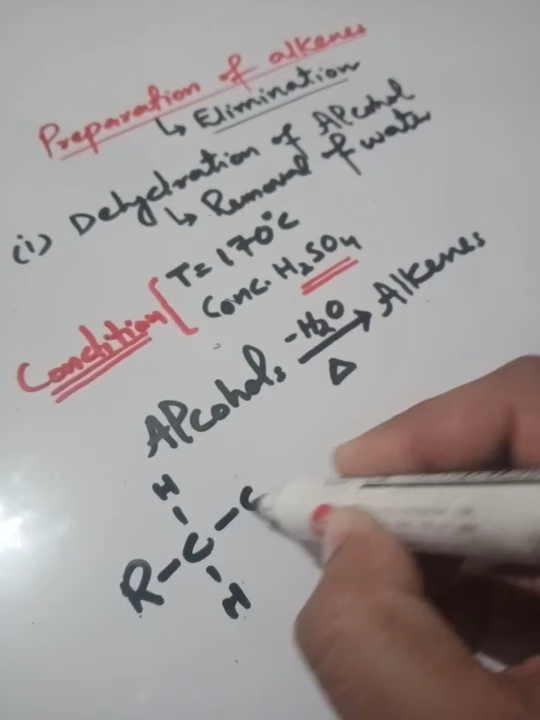 Preparation of alkenes
↳ Elimination
(i) Dehydration of Alcohol
↳ Removal of water
Condition [ T = 170°C
Conc. H₂SO₄
Alcohols -H₂O → Alkenes
Δ
H
R-C-C
H